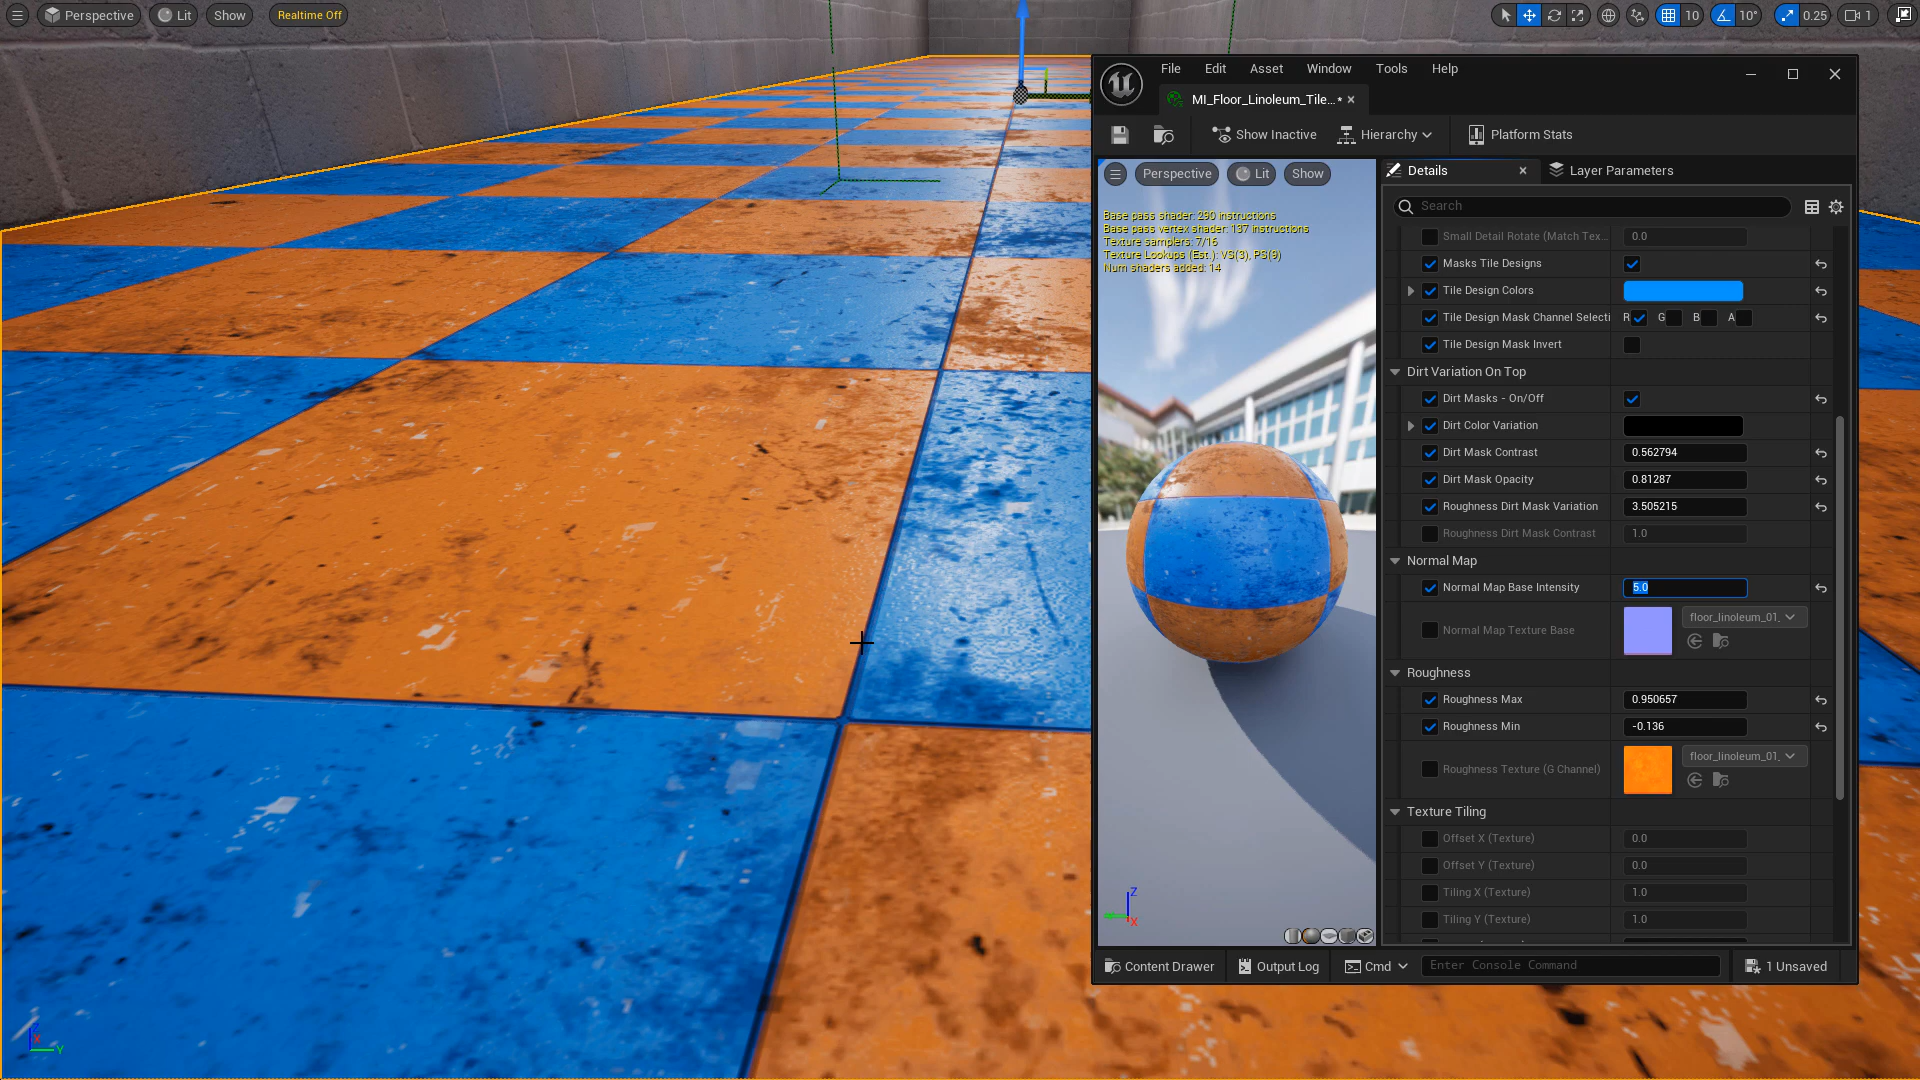 Perspective Lit Show Realtime Off
10 10° 0.25 1
File Edit Asset Window Tools Help
MI_Floor_Linoleum_Tile...•
Show Inactive Hierarchy Platform Stats
Perspective Lit Show
Base pass shader: 290 instructions
Base pass vertex shader: 137 instructions
Texture samplers: 7/16
Texture Lookups (Est.): VS(3), PS(9)
Num shaders added: 14
Z
X
Details Layer Parameters
Search
Small Detail Rotate (Match Tex... 0.0
Masks Tile Designs
Tile Design Colors
Tile Design Mask Channel Selecti R G B A
Tile Design Mask Invert
Dirt Variation On Top
Dirt Masks - On/Off
Dirt Color Variation
Dirt Mask Contrast 0.562794
Dirt Mask Opacity 0.81287
Roughness Dirt Mask Variation 3.505215
Roughness Dirt Mask Contrast 1.0
Normal Map
Normal Map Base Intensity 5.0
Normal Map Texture Base floor_linoleum_01_
Roughness
Roughness Max 0.950657
Roughness Min -0.136
Roughness Texture (G Channel) floor_linoleum_01_
Texture Tiling
Offset X (Texture) 0.0
Offset Y (Texture) 0.0
Tiling X (Texture) 1.0
Tiling Y (Texture) 1.0
Content Drawer Output Log Cmd Enter Console Command 1 Unsaved
Z
X
Y